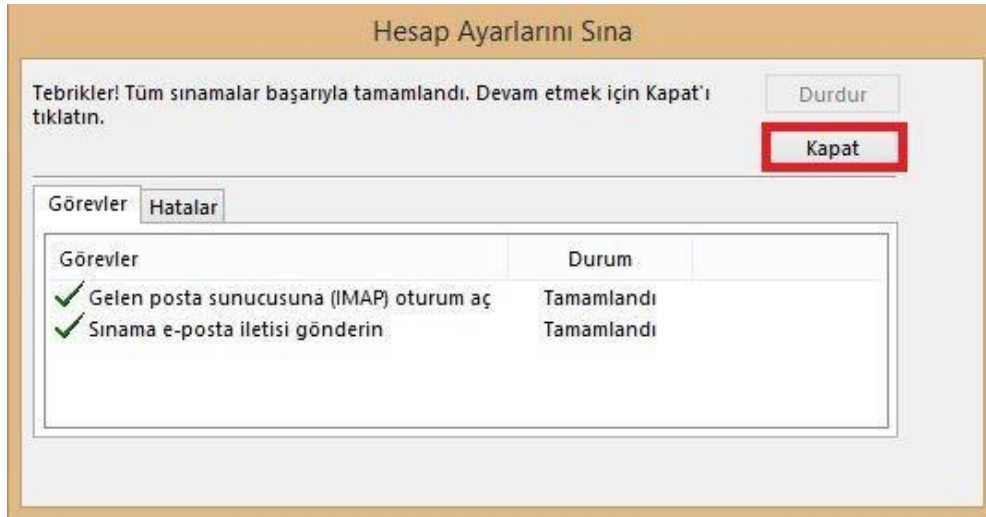 Hesap Ayarlarını Sına
Tebrikler! Tüm sınamalar başarıyla tamamlandı. Devam etmek için Kapat'ı
tıklatın.
Durdur
Kapat
Görevler Hatalar
Görevler Durum
Gelen posta sunucusuna (IMAP) oturum aç Tamamlandı
Sınama e-posta iletisi gönderin Tamamlandı